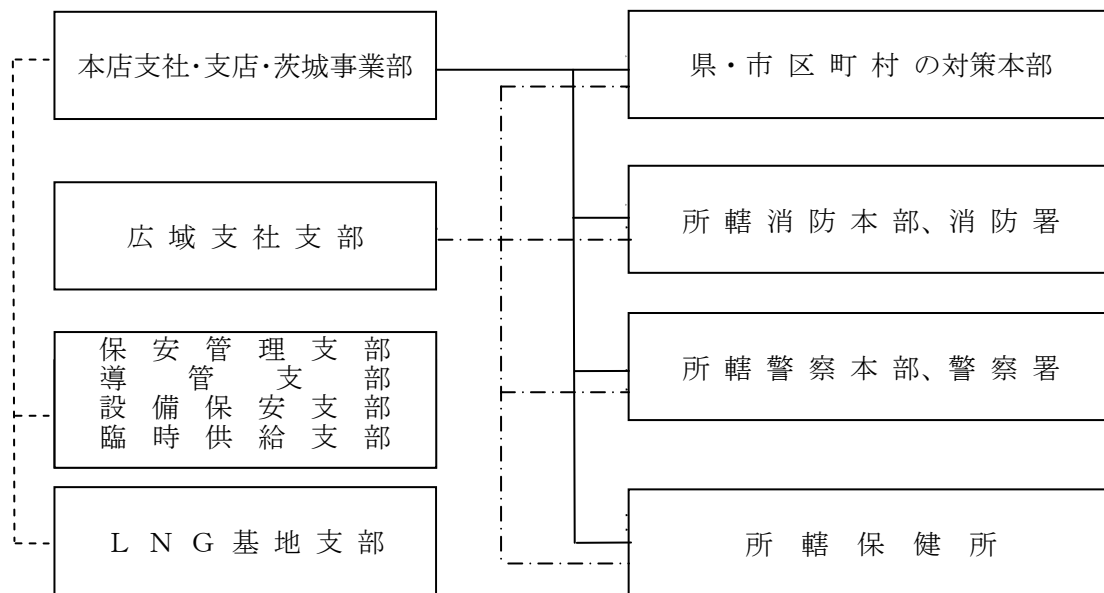 本店支社・支店・茨城事業部
県・市区町村の対策本部
広域支社支部
所轄消防本部、消防署
保安管理支部
導管支部
設備保安支部
臨時供給支部
所轄警察本部、警察署
LNG基地支部
所轄保健所